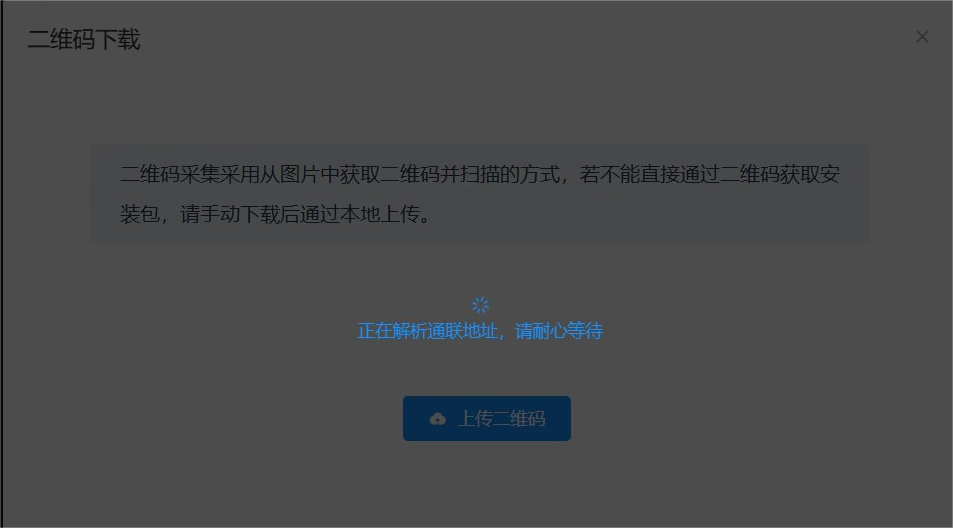 二维码下载
二维码采集采用从图片中获取二维码并扫描的方式，若不能直接通过二维码获取安
装包，请手动下载后通过本地上传。
正在解析通联地址，请耐心等待
上传二维码